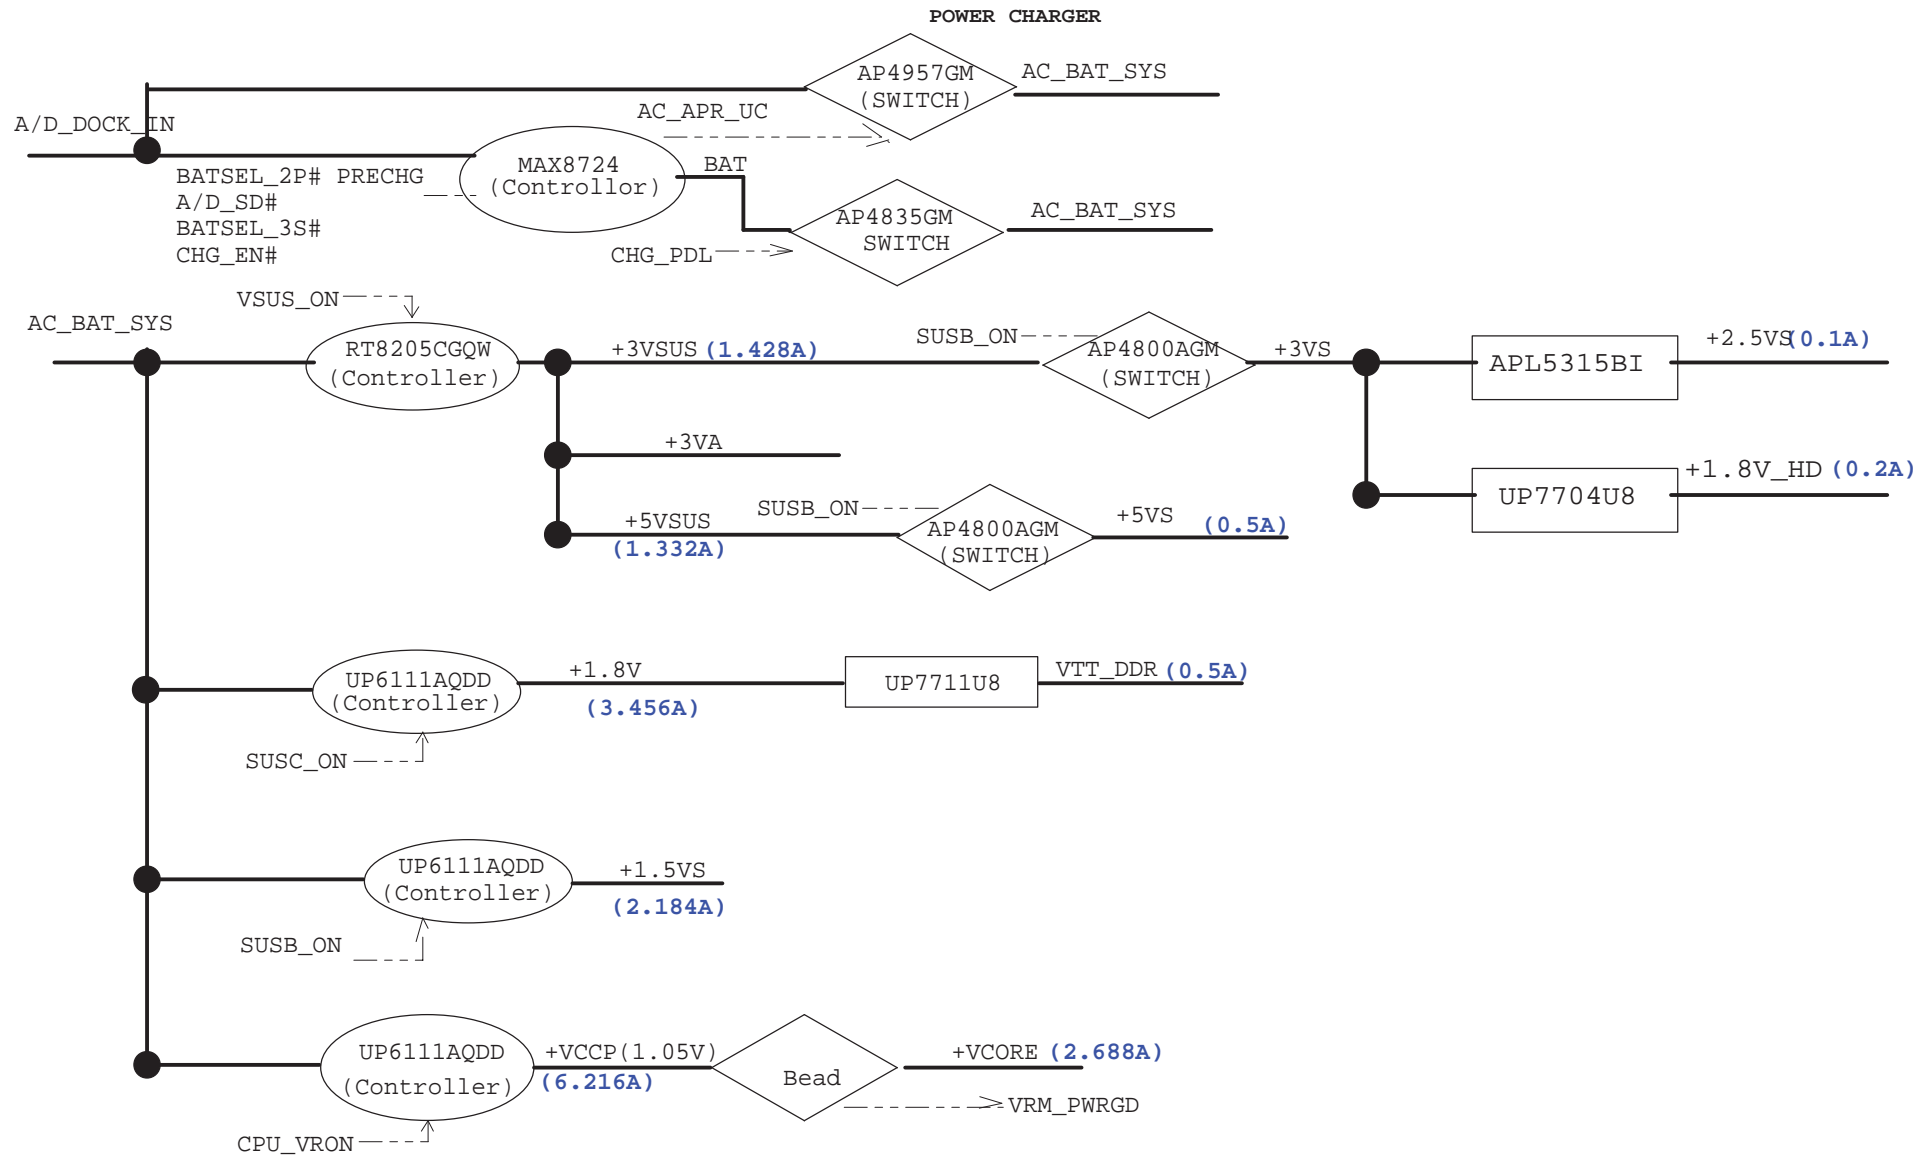 POWER CHARGER
AP4957GM
(SWITCH)
AC_BAT_SYS
A/D_DOCK_IN
AC_APR_UC
BATSEL_2P# PRECHG
A/D_SD#
BATSEL_3S#
CHG_EN#
MAX8724
(Controllor)
BAT
AP4835GM
SWITCH
AC_BAT_SYS
CHG_PDL
VSUS_ON
AC_BAT_SYS
RT8205CGQW
(Controller)
+3VSUS (1.428A)
SUSB_ON
AP4800AGM
(SWITCH)
+3VS
APL5315BI
+2.5VS(0.1A)
+3VA
UP7704U8
+1.8V_HD (0.2A)
+5VSUS
(1.332A)
SUSB_ON
AP4800AGM
(SWITCH)
+5VS (0.5A)
UP6111AQDD
(Controller)
+1.8V
(3.456A)
UP7711U8
VTT_DDR (0.5A)
SUSC_ON
UP6111AQDD
(Controller)
+1.5VS
(2.184A)
SUSB_ON
UP6111AQDD
(Controller)
+VCCP(1.05V)
(6.216A)
Bead
+VCORE (2.688A)
VRM_PWRGD
CPU_VRON